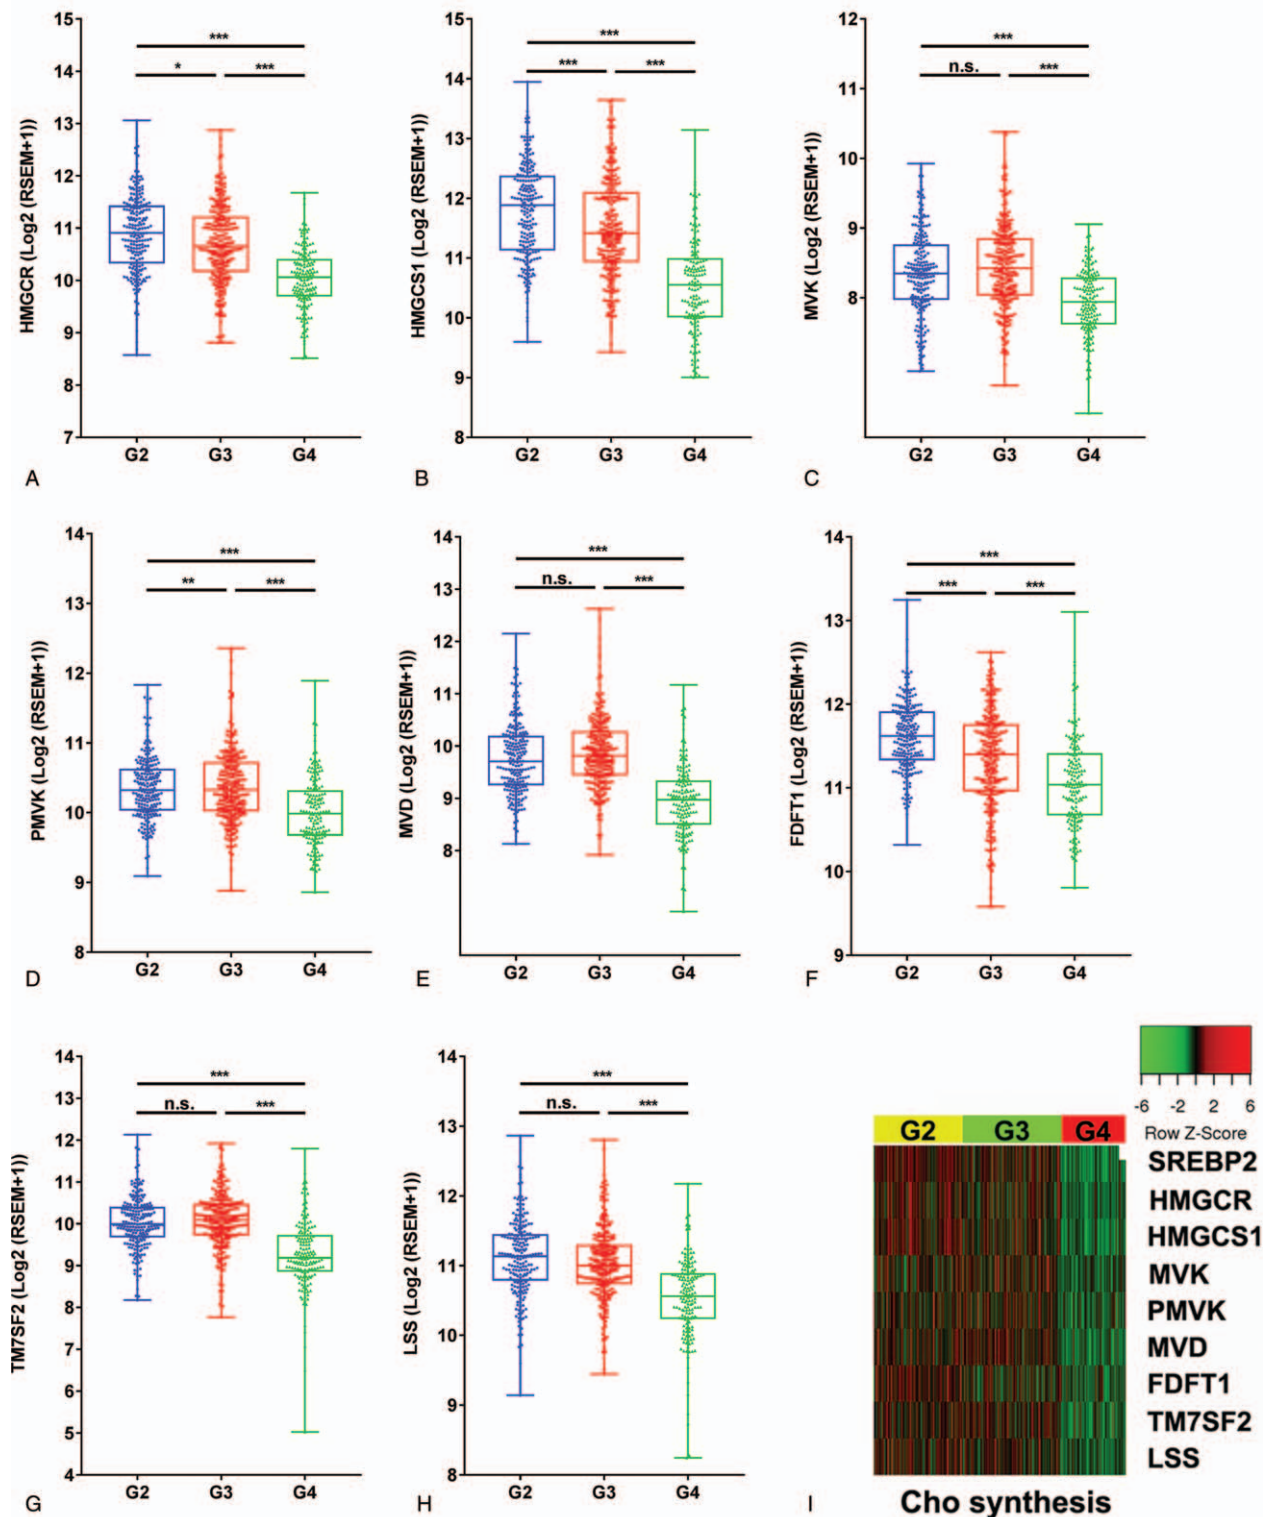 15
14
13
12
11
10
9
8
7
HMGCR (Log2 (RSEM+1))
***
*
***
G2 G3 G4
A
15
14
13
12
11
10
9
8
HMGCS1 (Log2 (RSEM+1))
***
***
***
G2 G3 G4
B
12
11
10
9
8
MVK (Log2 (RSEM+1))
***
n.s.
***
G2 G3 G4
C
14
13
12
11
10
9
8
PMVK (Log2 (RSEM+1))
***
**
***
G2 G3 G4
D
14
13
12
11
10
9
8
MVD (Log2 (RSEM+1))
***
n.s.
***
G2 G3 G4
E
14
13
12
11
10
9
FDFT1 (Log2 (RSEM+1))
***
***
***
G2 G3 G4
F
14
13
12
11
10
9
8
7
6
5
4
TM7SF2 (Log2 (RSEM+1))
***
n.s.
***
G2 G3 G4
G
14
13
12
11
10
9
8
LSS (Log2 (RSEM+1))
***
n.s.
***
G2 G3 G4
H
-6 -2 2 6
Row Z-Score
G2 G3 G4
SREBP2
HMGCR
HMGCS1
MVK
PMVK
MVD
FDFT1
TM7SF2
LSS
Cho synthesis
I